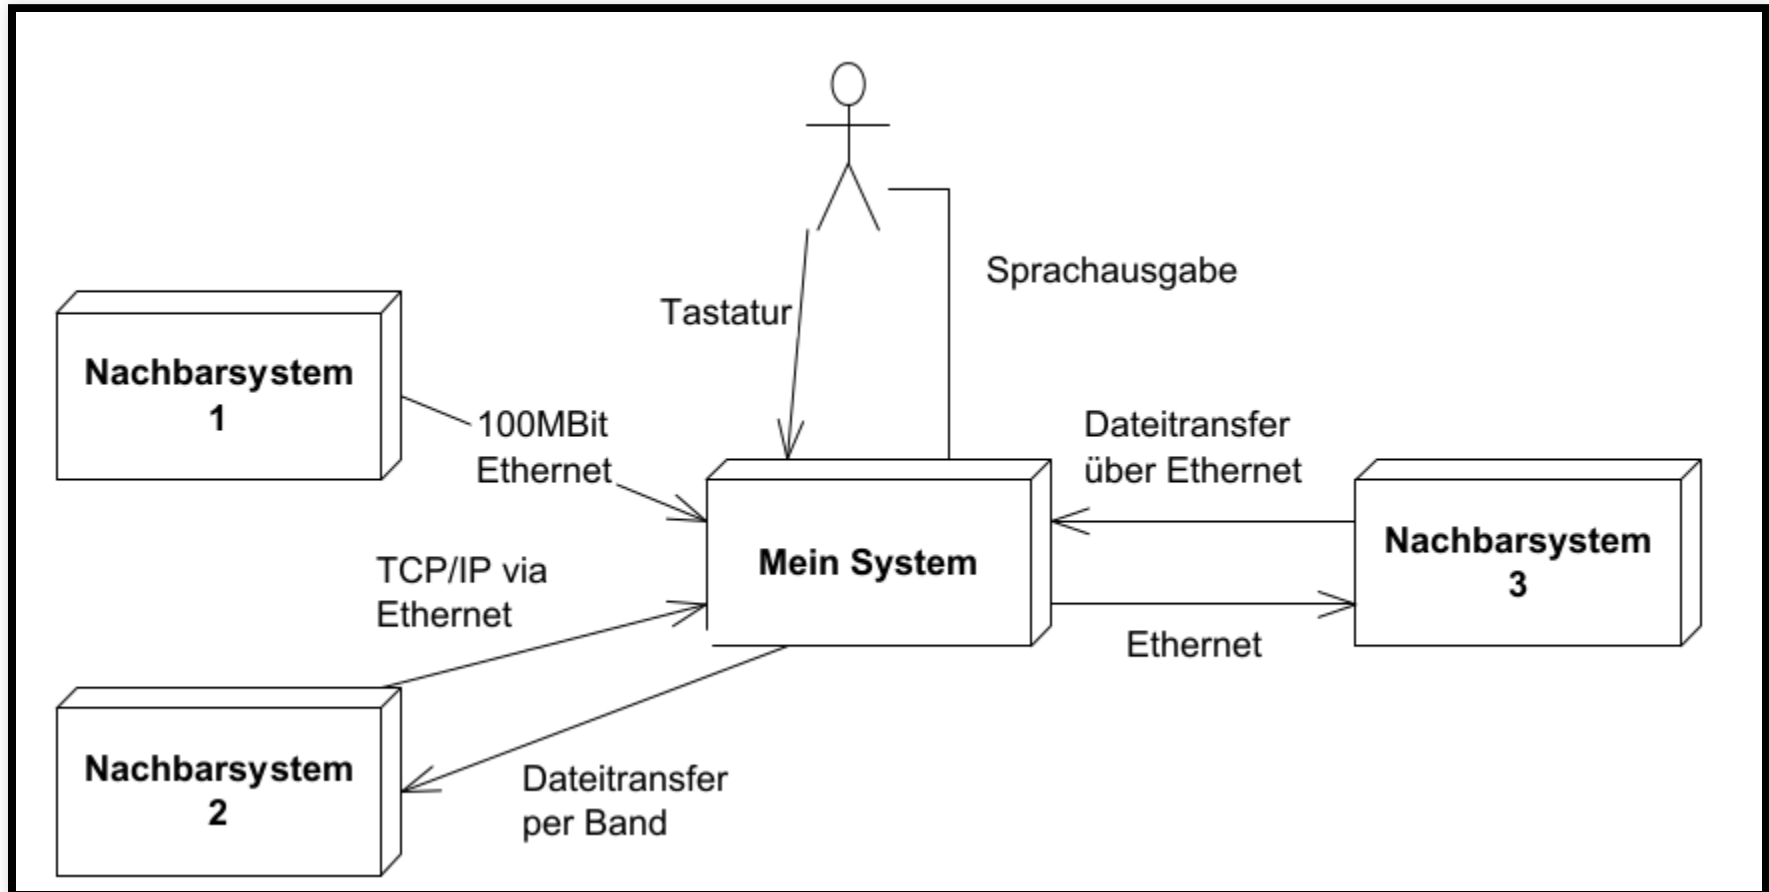 Sprachausgabe
Tastatur
Nachbarsystem
1
100MBit
Ethernet
Dateitransfer
über Ethernet
Mein System
Nachbarsystem
3
TCP/IP via
Ethernet
Ethernet
Nachbarsystem
2
Dateitransfer
per Band